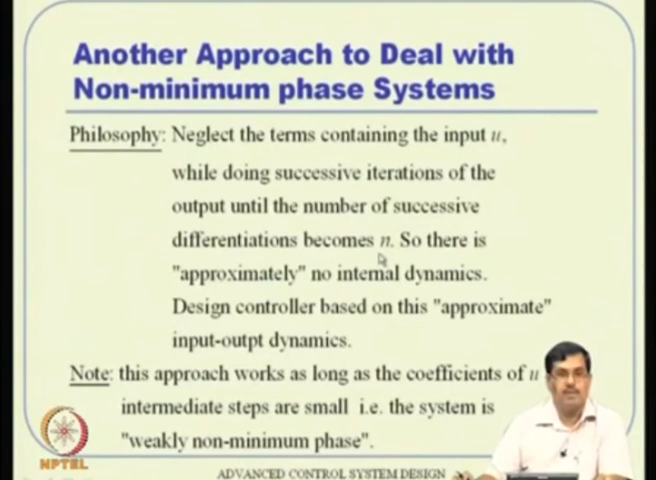 Another Approach to Deal with
Non-minimum phase Systems
Philosophy: Neglect the terms containing the input u,
while doing successive iterations of the
output until the number of successive
differentiations becomes n. So there is
"approximately" no internal dynamics.
Design controller based on this "approximate"
input-outpt dynamics.
Note: this approach works as long as the coefficients of u
intermediate steps are small i.e. the system is
"weakly non-minimum phase".
NPTEL
ADVANCED CONTROL SYSTEM DESIGN